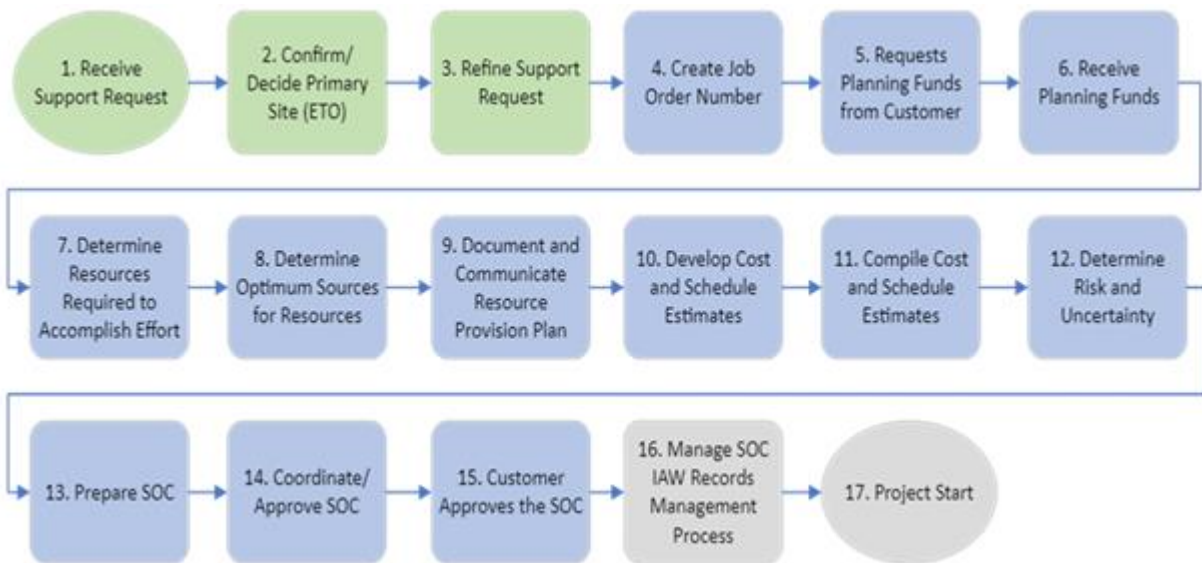 1. Receive
Support Request
2. Confirm/
Decide Primary
Site (ETO)
3. Refine Support
Request
4. Create Job
Order Number
5. Requests
Planning Funds
from Customer
6. Receive
Planning Funds
7. Determine
Resources
Required to
Accomplish Effort
8. Determine
Optimum Sources
for Resources
9. Document and
Communicate
Resource
Provision Plan
10. Develop Cost
and Schedule
Estimates
11. Compile Cost
and Schedule
Estimates
12. Determine
Risk and
Uncertainty
13. Prepare SOC
14. Coordinate/
Approve SOC
15. Customer
Approves the SOC
16. Manage SOC
IAW Records
Management
Process
17. Project Start